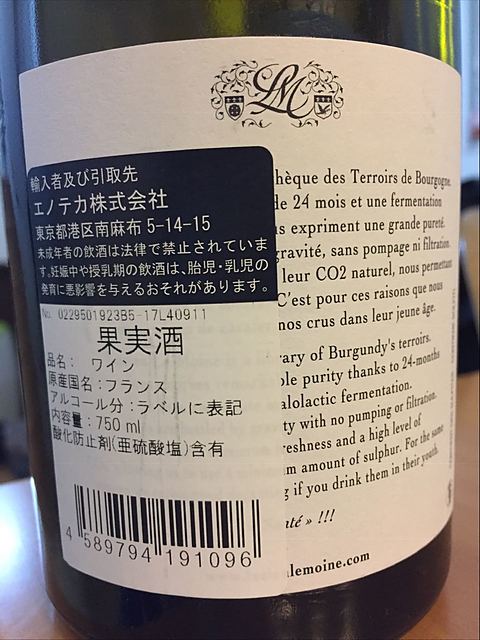 LM
輸入者及び引取先
エノテカ株式会社
東京都港区南麻布 5-14-15
未成年者の飲酒は法律で禁止されていま
す。妊娠中や授乳期の飲酒は、胎児・乳児の
発育に悪影響を与えるおそれがあります。
No. 0229501923B5-17L40911
果実酒
品名: ワイン
原産国名:フランス
アルコール分:ラベルに表記
内容量:750 ml
酸化防止剤(亜硫酸塩)含有
4 589794 191096
hèque des Terroirs de Bourgogne.
de 24 mois et une fermentation
s expriment une grande pureté.
gravité, sans pompage ni filtration.
leur CO2 naturel, nous permettant
C'est pour ces raisons que nous
nos crus dans leur jeune âge.
rary of Burgundy's terroirs.
ble purity thanks to 24-months
alolactic fermentation.
ty with no pumping or filtration.
reshness and a high level of
m amount of sulphur. For the same
g if you drink them in their youth.
nté » !!!
lemoine.com